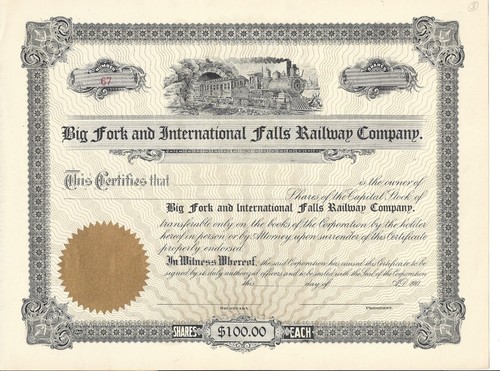 NUMBER
67
SHARES
Big Fork and International Falls Railway Company.
This Certifies that is the owner of
Shares of the Capital Stock of
Big Fork and International Falls Railway Company.
transferable only on the books of the Corporation by the holder
hereof in person or by Attorney upon surrender of this Certificate
properly endorsed.
In Witness Whereof, the said Corporation has caused this Certificate to be
signed by its duly authorized officers and to be sealed with the Seal of the Corporation
this day of A.D. 190
SECRETARY. PRESIDENT.
SHARES $100.00 EACH